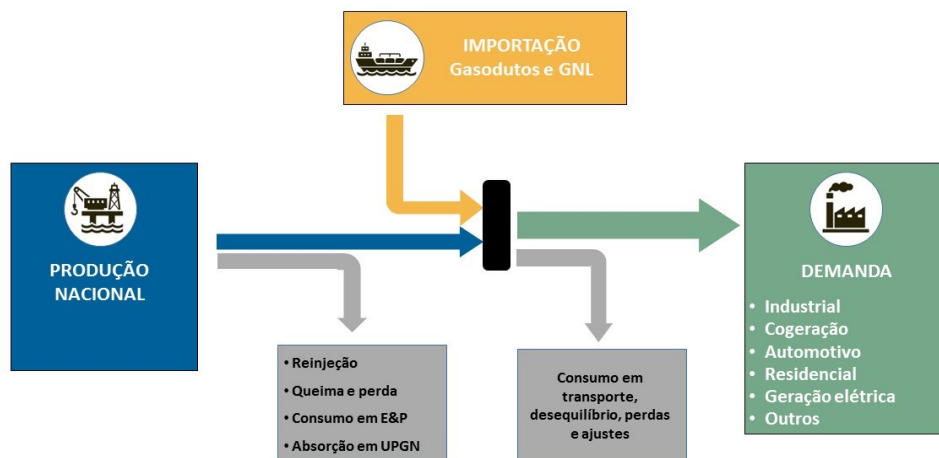 IMPORTAÇÃO
Gasodutos e GNL
PRODUÇÃO
NACIONAL
DEMANDA
• Industrial
• Cogeração
• Automotivo
• Residencial
• Geração elétrica
• Outros
• Reinjeção
• Queima e perda
• Consumo em E&P
• Absorção em UPGN
Consumo em
transporte,
desequilíbrio, perdas
e ajustes